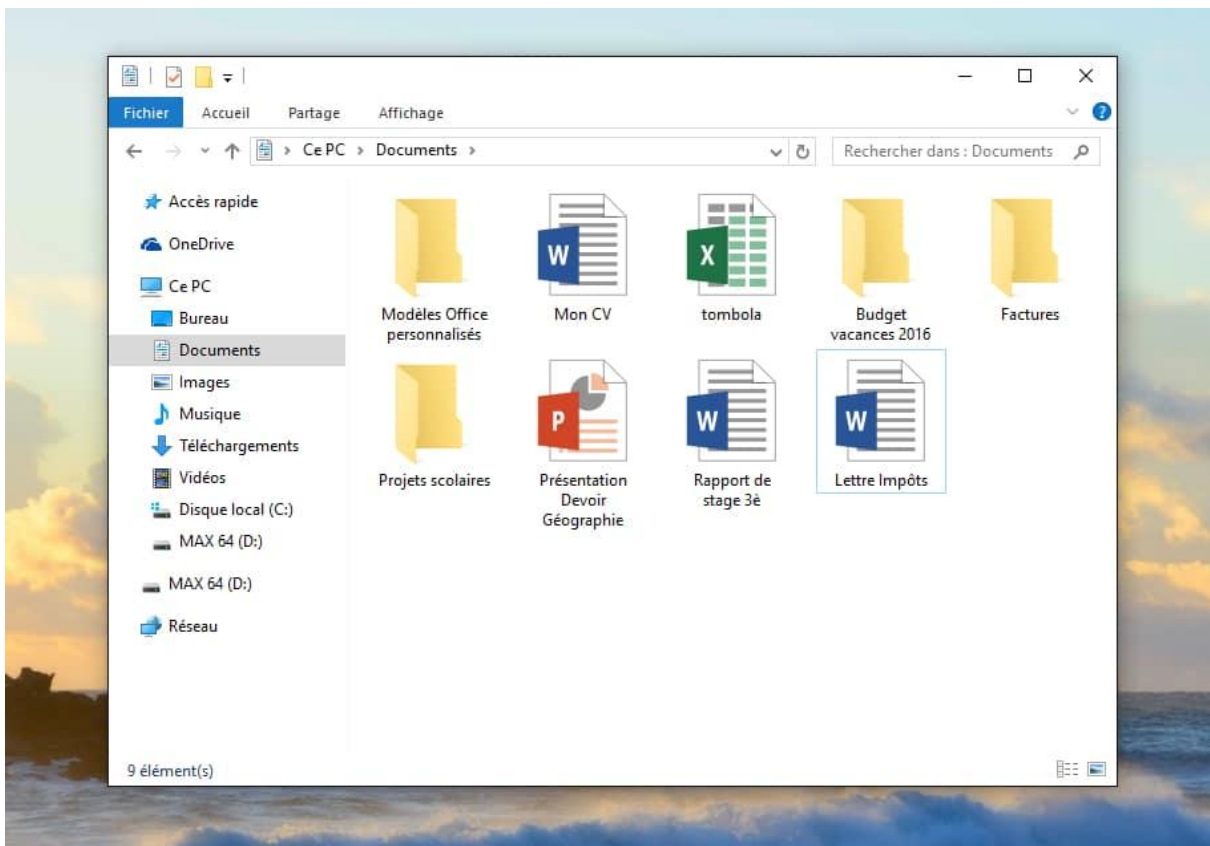 Fichier Accueil Partage Affichage
Ce PC > Documents >
Rechercher dans : Documents
Accès rapide
OneDrive
Ce PC
Bureau
Documents
Images
Musique
Téléchargements
Vidéos
Disque local (C:)
MAX 64 (D:)
MAX 64 (D:)
Réseau
Modèles Office
personnalisés
Mon CV
tombola
Budget
vacances 2016
Factures
Projets scolaires
Présentation
Devoir
Géographie
Rapport de
stage 3è
Lettre Impôts
W
X
P
W
W
9 élément(s)